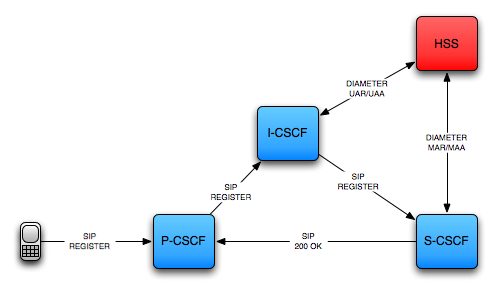 HSS
DIAMETER
UAR/UAA
I-CSCF
DIAMETER
MAR/MAA
SIP
REGISTER
SIP
REGISTER
SIP
REGISTER
P-CSCF
SIP
200 OK
S-CSCF